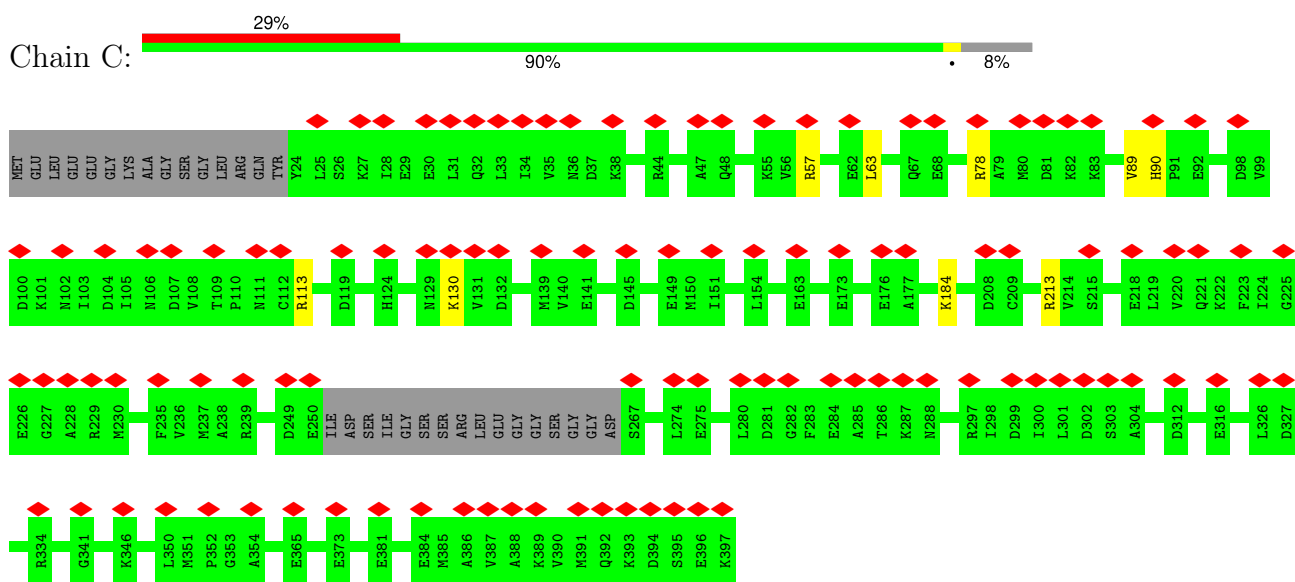 29%
Chain C:
90% • 8%
MET GLU LEU GLU GLU GLY LYS ALA GLY SER GLY LEU ARG GLN TYR Y24 L25 S26 K27 I28 E29 E30 L31 Q32 L33 I34 V35 N36 D37 K38 R44 A47 Q48 K55 V56 R57 E62 L63 Q67 E68 R78 A79 M80 D81 K82 K83 V89 H90 P91 E92 D98 V99
D100 K101 N102 I103 D104 I105 N106 D107 V108 T109 P110 N111 C112 R113 D119 H124 N129 K130 V131 D132 M139 V140 E141 D145 E149 M150 I151 L154 E163 E173 E176 A177 K184 D208 C209 R213 V214 S215 E218 L219 V220 Q221 K222 F223 I224 G225
E226 G227 A228 R229 M230 F235 V236 M237 A238 R239 D249 E250 ILE ASP SER ILE GLY SER SER ARG LEU GLU GLY GLY SER GLY GLY ASP S267 L274 E275 L280 D281 G282 F283 E284 A285 T286 K287 N288 R297 I298 D299 I300 L301 D302 S303 A304 D312 E316 L326 D327
R334 G341 K346 L350 M351 P352 G353 A354 E365 E373 E381 E384 M385 A386 V387 A388 K389 V390 M391 Q392 K393 D394 S395 E396 K397